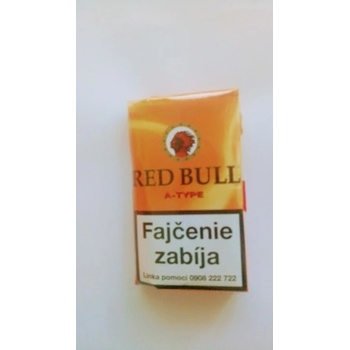 RED BULL
A-TYPE
Fajčenie
zabíja
Linka pomoci 0908 222 722